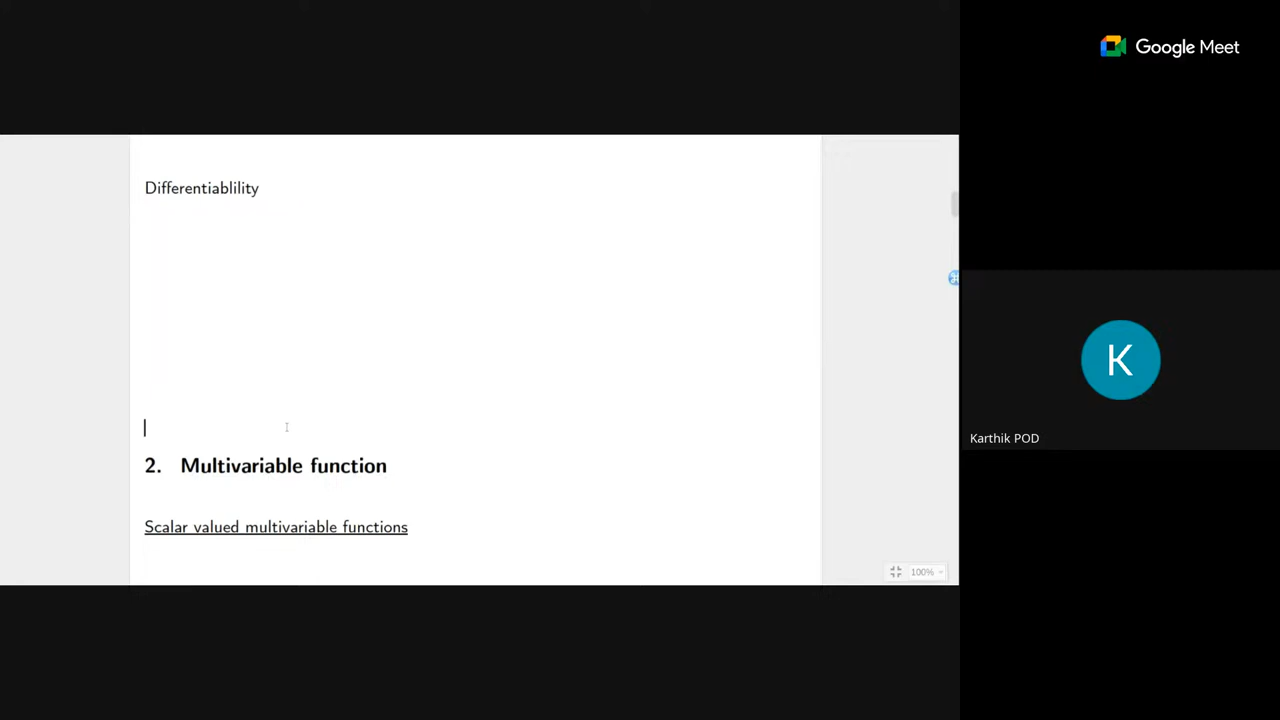 Google Meet
Differentiablility
2. Multivariable function
Scalar valued multivariable functions
100%
K
Karthik POD